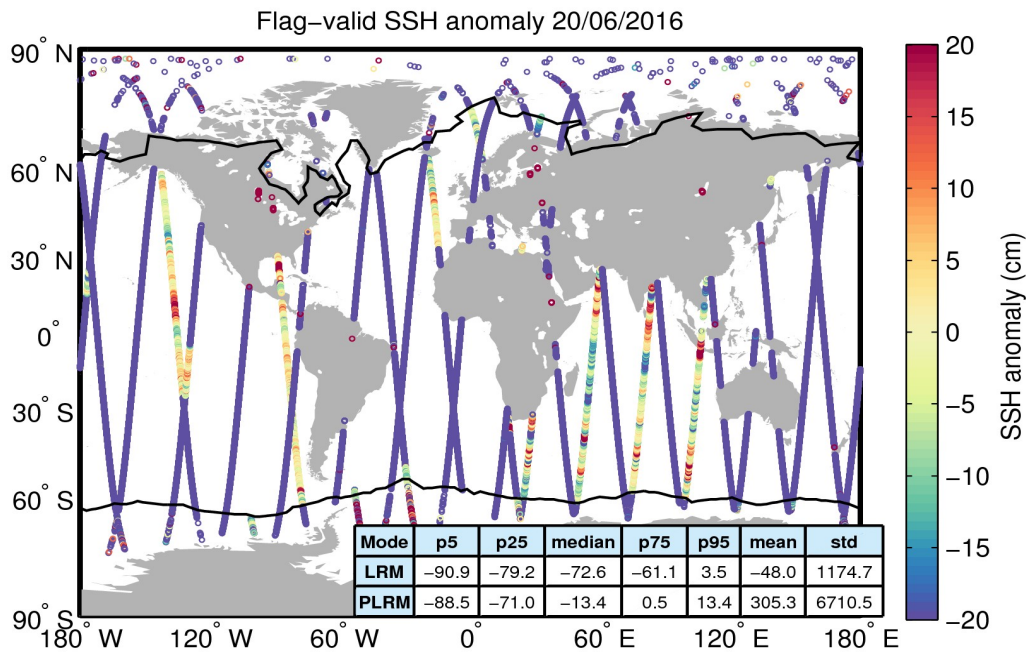 Flag−valid SSH anomaly 20/06/2016
90° N
60° N
30° N
0°
30° S
60° S
90° S
180° W
120° W
60° W
0°
60° E
120° E
180° E
20
15
10
5
0
−5
−10
−15
−20
SSH anomaly (cm)
Mode p5 p25 median p75 p95 mean std
LRM −90.9 −79.2 −72.6 −61.1 3.5 −48.0 1174.7
PLRM −88.5 −71.0 −13.4 0.5 13.4 305.3 6710.5